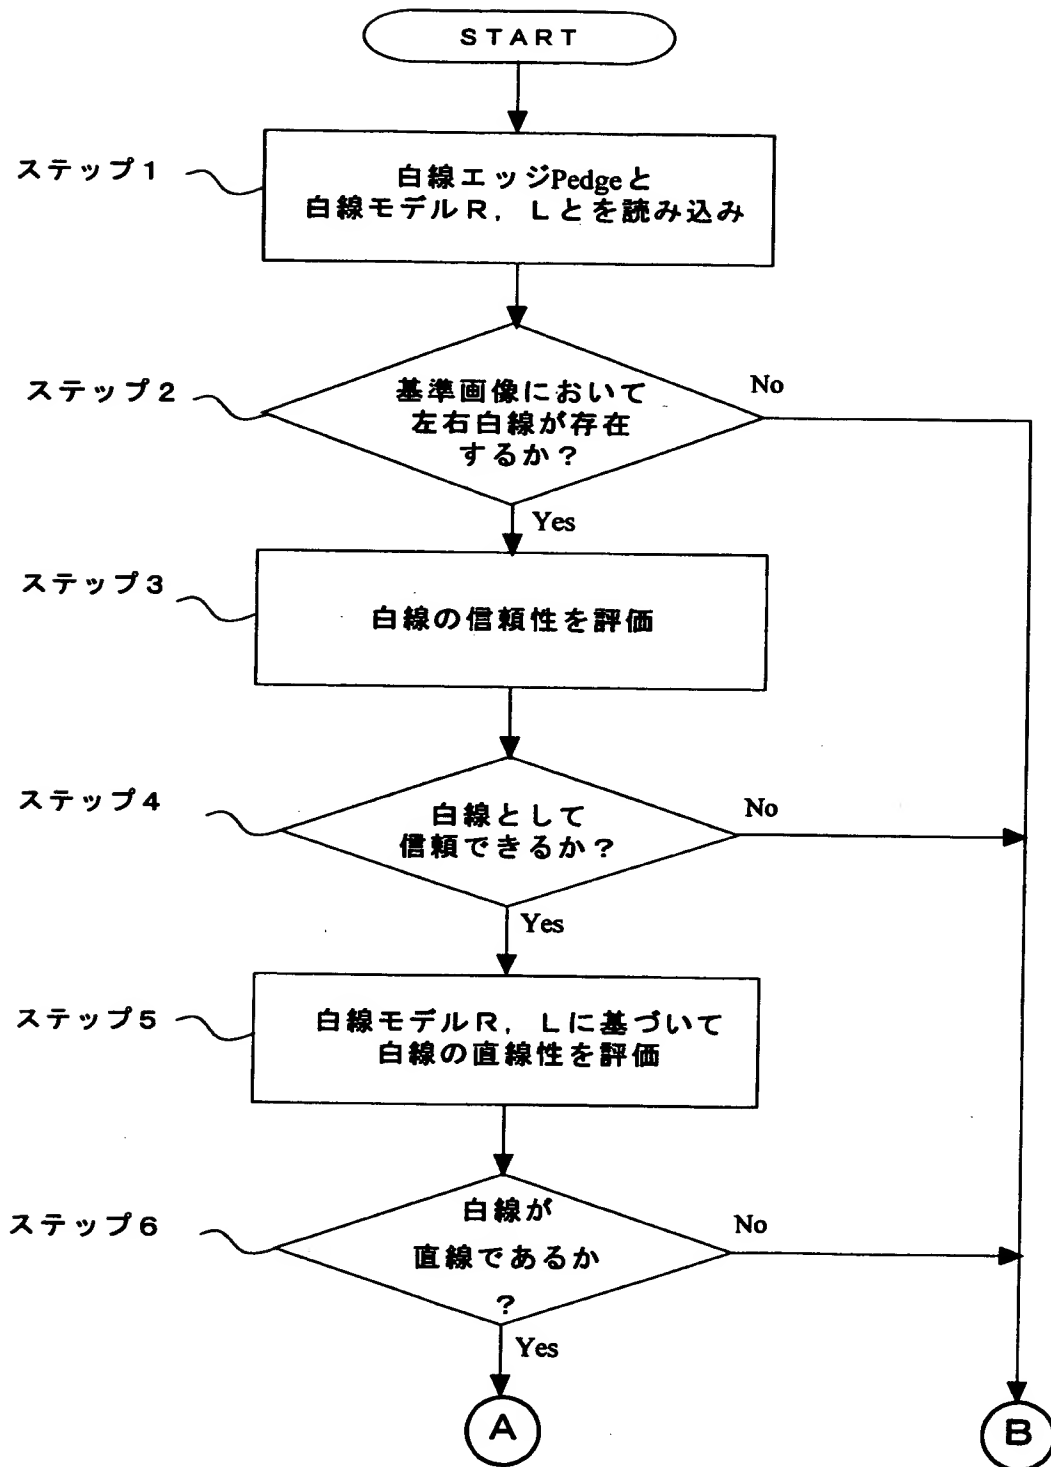 START
ステップ1
白線エッジPedgeと
白線モデルR，Lとを読み込み
ステップ2
基準画像において
左右白線が存在
するか？
No
Yes
ステップ3
白線の信頼性を評価
ステップ4
白線として
信頼できるか？
No
Yes
ステップ5
白線モデルR，Lに基づいて
白線の直線性を評価
ステップ6
白線が
直線であるか
？
No
Yes
A
B